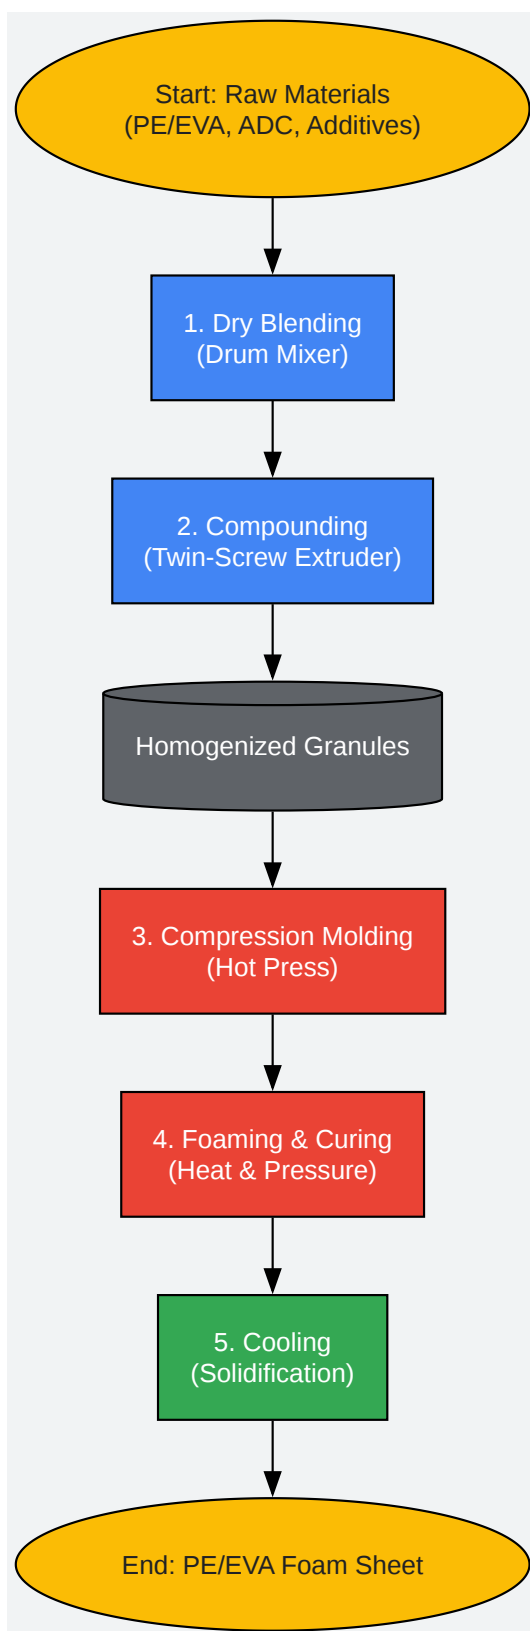 Start: Raw Materials
(PE/EVA, ADC, Additives)
1. Dry Blending
(Drum Mixer)
2. Compounding
(Twin-Screw Extruder)
Homogenized Granules
3. Compression Molding
(Hot Press)
4. Foaming & Curing
(Heat & Pressure)
5. Cooling
(Solidification)
End: PE/EVA Foam Sheet